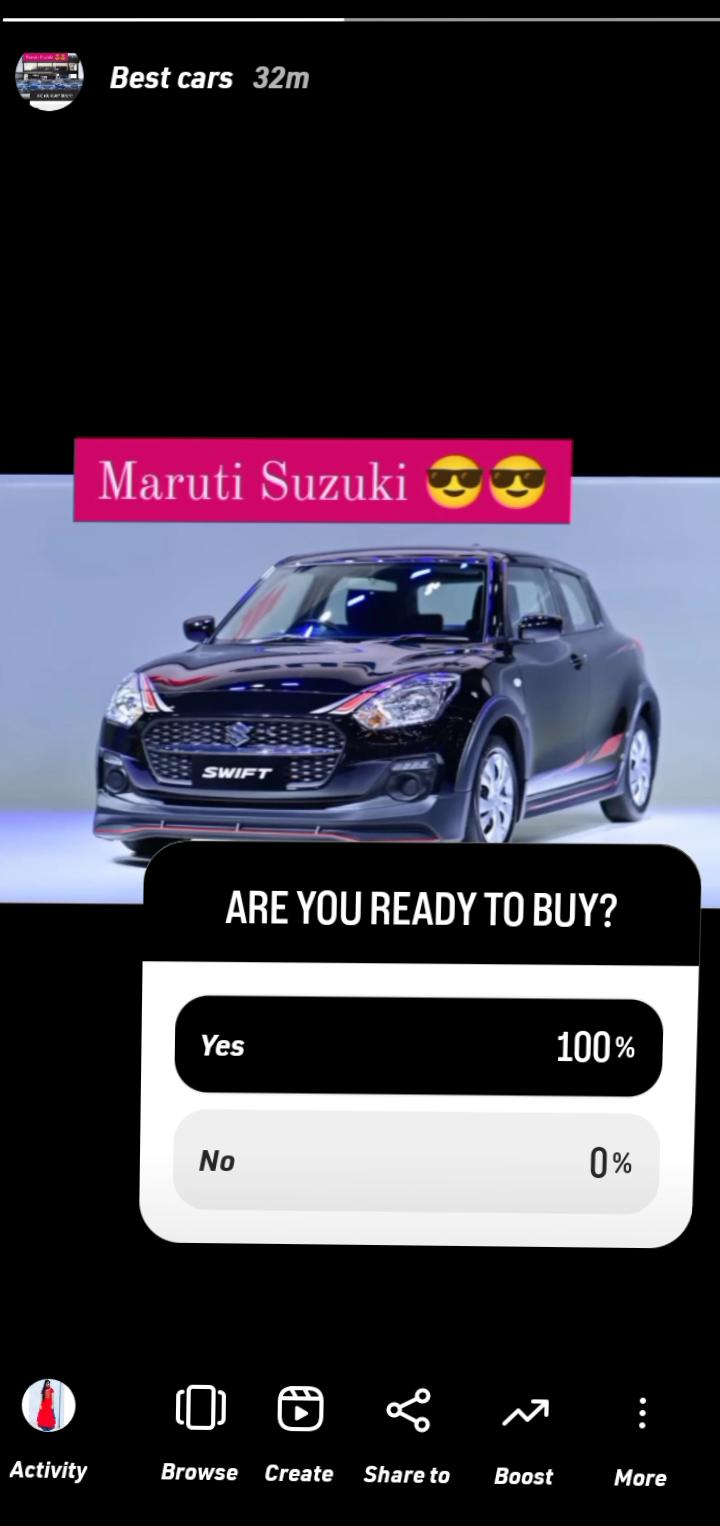 Best cars 32m
Maruti Suzuki 😎😎
SWIFT
ARE YOU READY TO BUY?
Yes 100%
No 0%
Activity Browse Create Share to Boost More